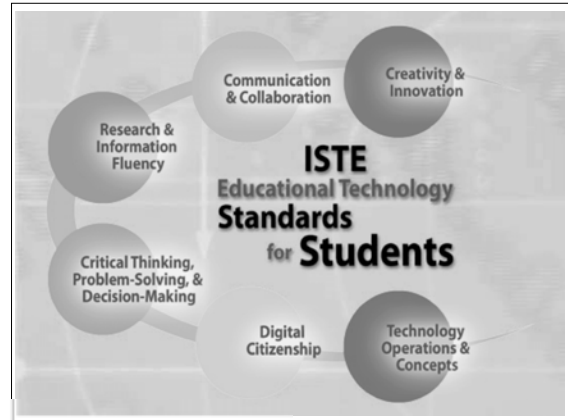 Communication
& Collaboration
Creativity &
Innovation
Research &
Information
Fluency
ISTE
Educational Technology
Standards
for Students
Critical Thinking,
Problem-Solving, &
Decision-Making
Digital
Citizenship
Technology
Operations &
Concepts